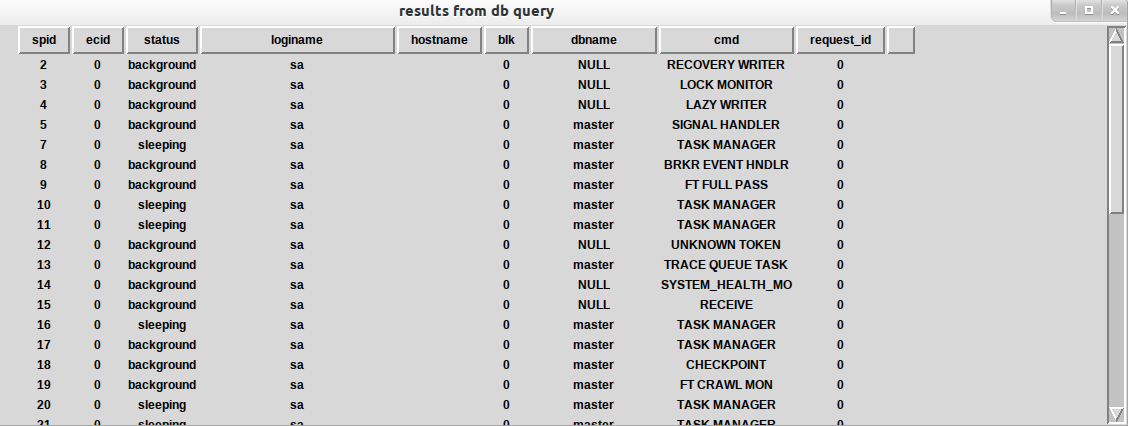 results from db query
spid ecid status loginame hostname blk dbname cmd request_id
2 0 background sa 0 NULL RECOVERY WRITER 0
3 0 background sa 0 NULL LOCK MONITOR 0
4 0 background sa 0 NULL LAZY WRITER 0
5 0 background sa 0 master SIGNAL HANDLER 0
7 0 sleeping sa 0 master TASK MANAGER 0
8 0 background sa 0 master BRKR EVENT HNDLR 0
9 0 background sa 0 master FT FULL PASS 0
10 0 sleeping sa 0 master TASK MANAGER 0
11 0 sleeping sa 0 master TASK MANAGER 0
12 0 background sa 0 NULL UNKNOWN TOKEN 0
13 0 background sa 0 master TRACE QUEUE TASK 0
14 0 background sa 0 NULL SYSTEM_HEALTH_MO 0
15 0 background sa 0 NULL RECEIVE 0
16 0 sleeping sa 0 master TASK MANAGER 0
17 0 background sa 0 master TASK MANAGER 0
18 0 background sa 0 master CHECKPOINT 0
19 0 background sa 0 master FT CRAWL MON 0
20 0 sleeping sa 0 master TASK MANAGER 0
21 0 sleeping sa 0 master TASK MANAGER 0